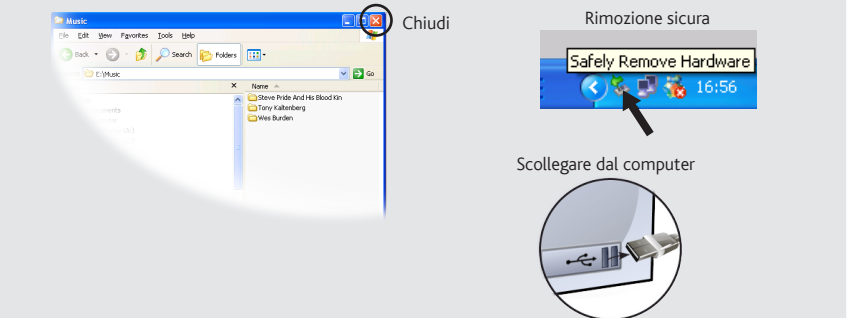 Music
Chiudi
File Edit View Favorites Tools Help
Back Search Folders
E:\Music Go
Name
Steve Pride And His Blood Kin
Tony Kaltenberg
Wes Burden
Rimozione sicura
Safely Remove Hardware
16:56
Scollegare dal computer